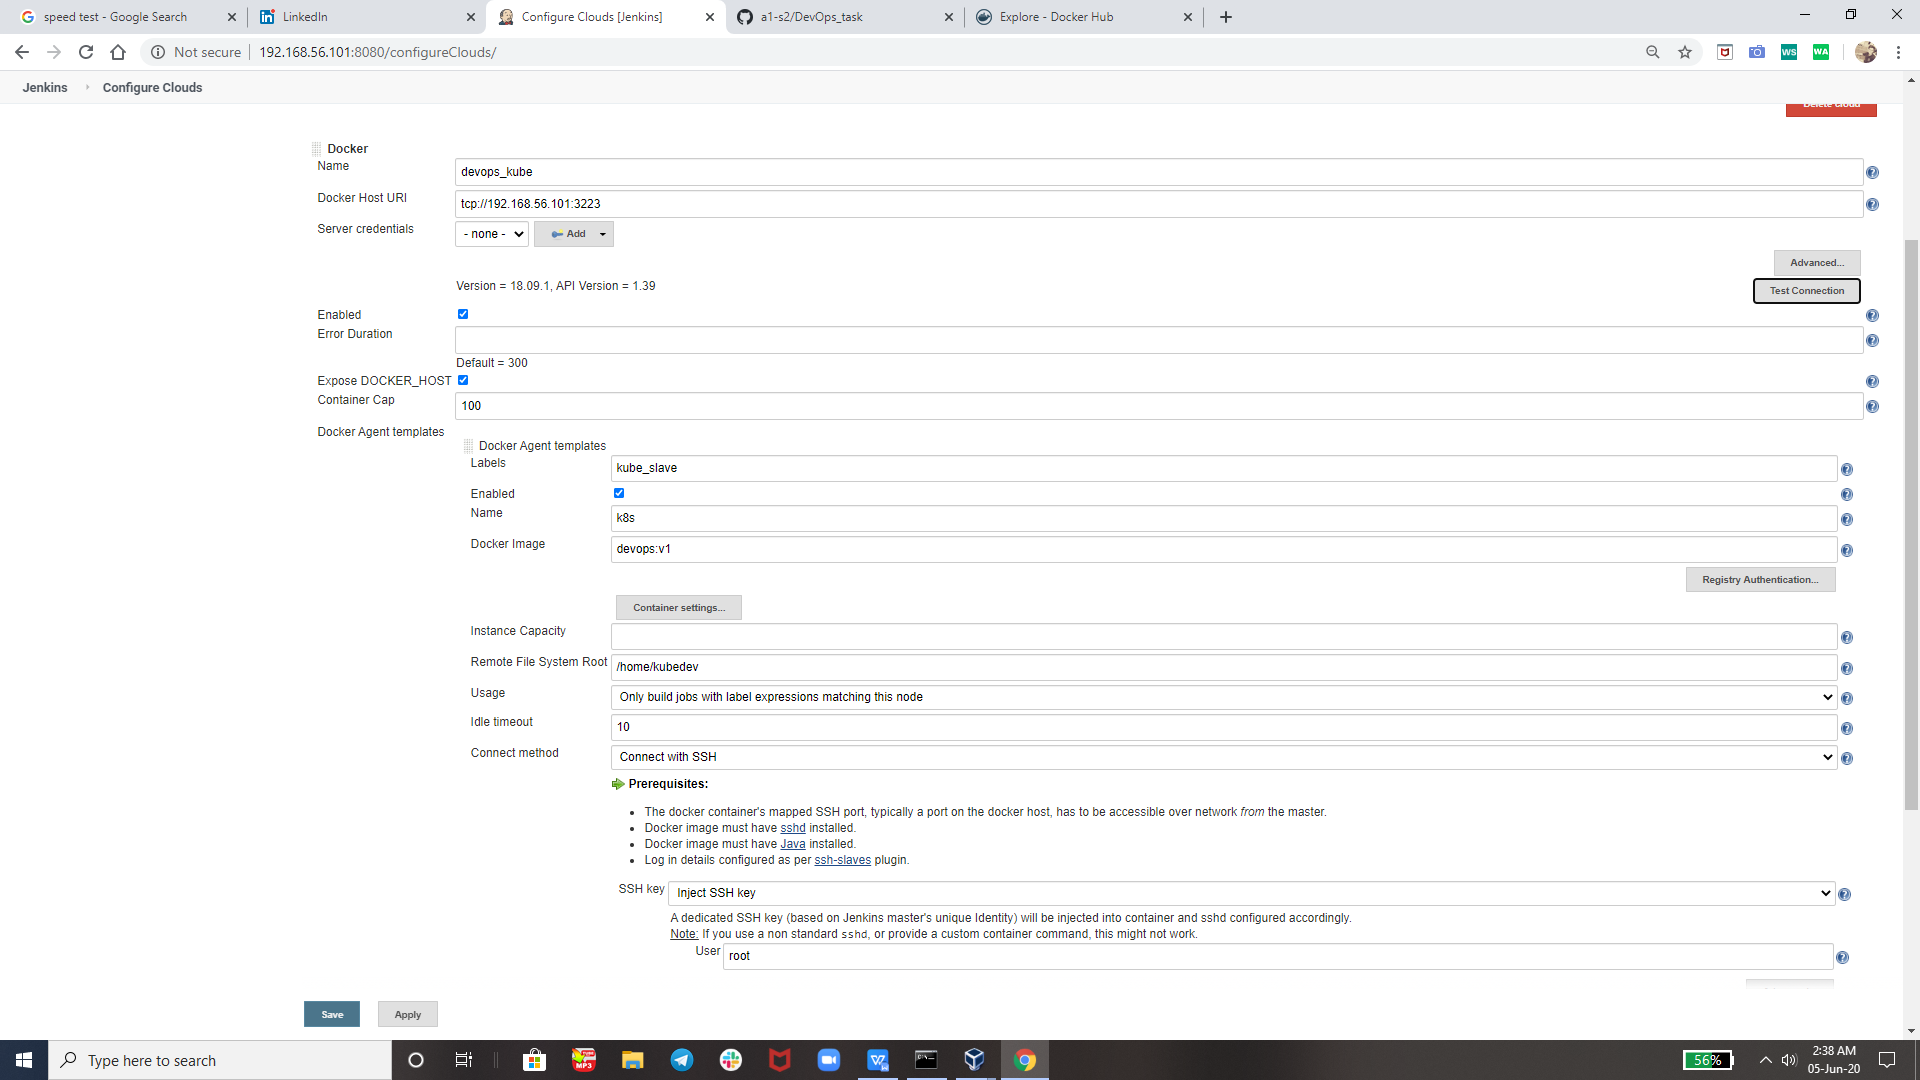 speed test - Google Search
LinkedIn
Configure Clouds [Jenkins]
a1-s2/DevOps_task
Explore - Docker Hub
Not secure
192.168.56.101:8080/configureClouds/
WS
WA
Jenkins
Configure Clouds
Delete cloud
Docker
Name
devops_kube
Docker Host URI
tcp://192.168.56.101:3223
Server credentials
- none -
Add
Advanced...
Version = 18.09.1, API Version = 1.39
Test Connection
Enabled
Error Duration
Default = 300
Expose DOCKER_HOST
Container Cap
100
Docker Agent templates
Docker Agent templates
Labels
kube_slave
Enabled
Name
k8s
Docker Image
devops:v1
Registry Authentication...
Container settings...
Instance Capacity
Remote File System Root
/home/kubedev
Usage
Only build jobs with label expressions matching this node
Idle timeout
10
Connect method
Connect with SSH
Prerequisites:
The docker container's mapped SSH port, typically a port on the docker host, has to be accessible over network from the master.
Docker image must have sshd installed.
Docker image must have Java installed.
Log in details configured as per ssh-slaves plugin.
SSH key
Inject SSH key
A dedicated SSH key (based on Jenkins master's unique Identity) will be injected into container and sshd configured accordingly.
Note: If you use a non standard sshd, or provide a custom container command, this might not work.
User
root
Save
Apply
Type here to search
MP3
56%
2:38 AM
05-Jun-20